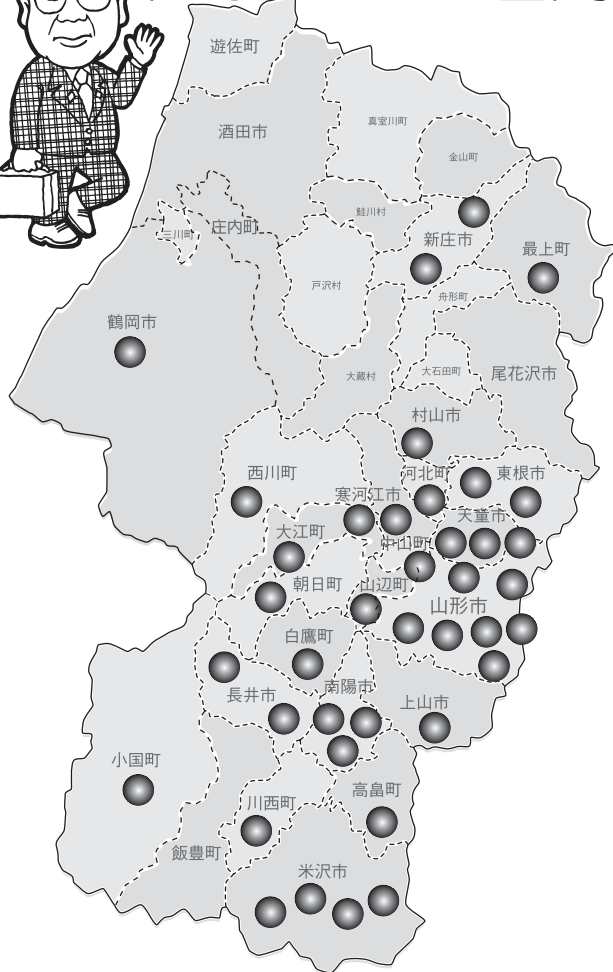 遊佐町
酒田市
真室川町
金山町
鮭川村
庄内町
三川町
新庄市
最上町
戸沢村
舟形町
鶴岡市
大蔵村
大石田町
尾花沢市
村山市
西川町
河北町
東根市
寒河江市
天童市
大江町
中山町
朝日町
山辺町
山形市
白鷹町
長井市
南陽市
上山市
小国町
高畠町
川西町
飯豊町
米沢市